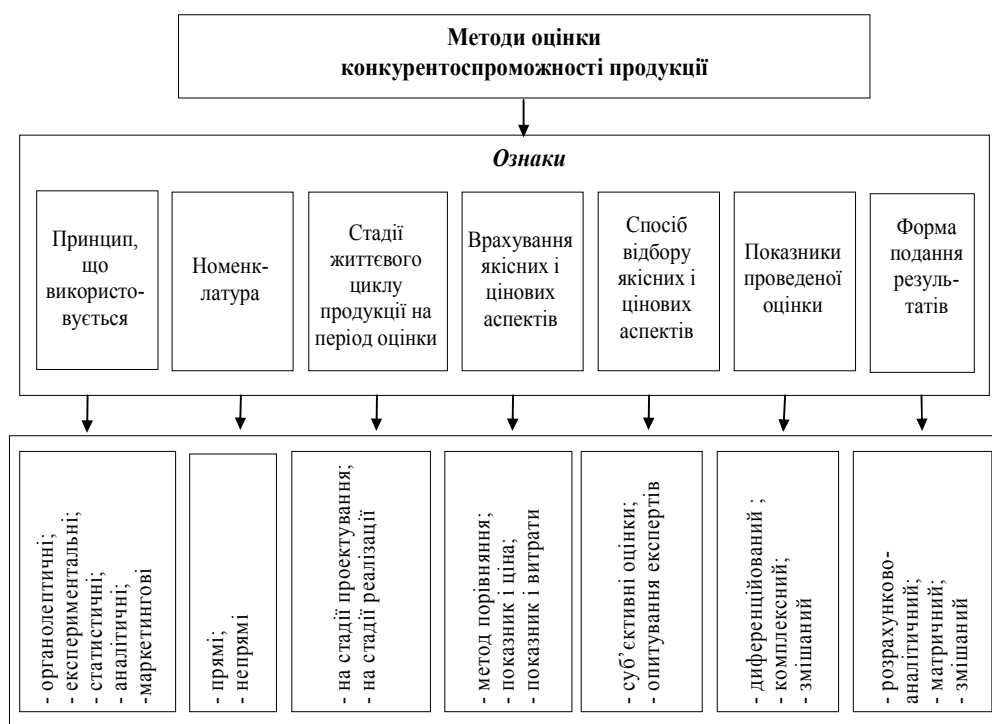 Методи оцінки
конкурентоспроможності продукції
Ознаки
Принцип,
що
використо-
вується
Номенк-
латура
Стадії
життєвого
циклу
продукції на
період оцінки
Врахування
якісних і
цінових
аспектів
Спосіб
відбору
якісних і
цінових
аспектів
Показники
проведеної
оцінки
Форма
подання
резуль-
татів
- органолептичні;
- експериментальні;
- статистичні;
- аналітичні;
-маркетингові
- прямі;
- непрямі
- на стадії проектування;
- на стадії реалізації
- метод порівняння;
- показник і ціна;
- показник і витрати
- суб’єктивні оцінки;
- опитування експертів
- диференційований ;
- комплексний;
- змішаний
- розрахунково-
аналітичний;
- матричний;
- змішаний